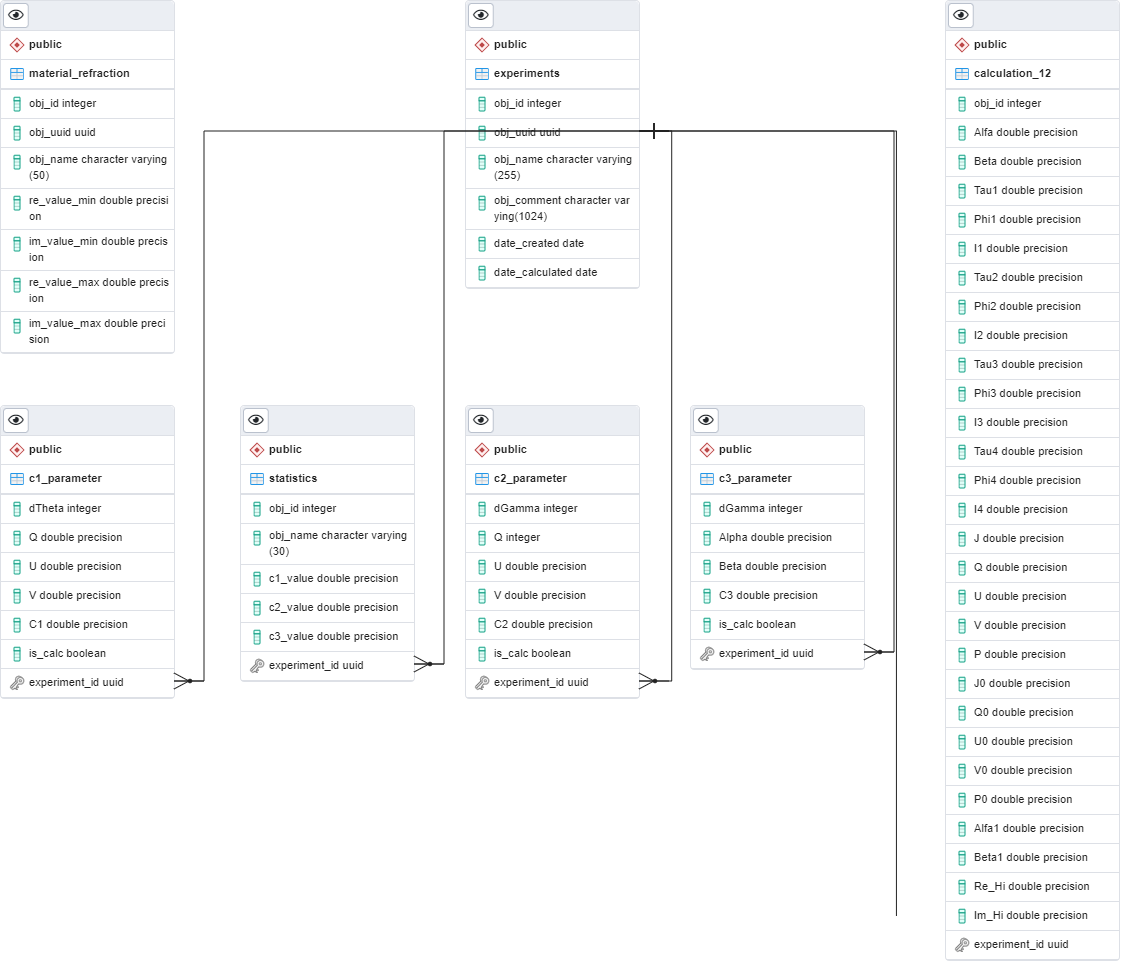 public
material_refraction
obj_id integer
obj_uuid uuid
obj_name character varying
(50)
re_value_min double precisi
on
im_value_min double precis
ion
re_value_max double precis
ion
im_value_max double preci
sion
public
experiments
obj_id integer
obj_uuid uuid
obj_name character varying
(255)
obj_comment character var
ying(1024)
date_created date
date_calculated date
public
calculation_12
obj_id integer
Alfa double precision
Beta double precision
Tau1 double precision
Phi1 double precision
I1 double precision
Tau2 double precision
Phi2 double precision
I2 double precision
Tau3 double precision
Phi3 double precision
I3 double precision
Tau4 double precision
Phi4 double precision
I4 double precision
J double precision
Q double precision
U double precision
V double precision
P double precision
J0 double precision
Q0 double precision
U0 double precision
V0 double precision
P0 double precision
Alfa1 double precision
Beta1 double precision
Re_Hi double precision
Im_Hi double precision
experiment_id uuid
public
c1_parameter
dTheta integer
Q double precision
U double precision
V double precision
C1 double precision
is_calc boolean
experiment_id uuid
public
statistics
obj_id integer
obj_name character varying
(30)
c1_value double precision
c2_value double precision
c3_value double precision
experiment_id uuid
public
c2_parameter
dGamma integer
Q integer
U double precision
V double precision
C2 double precision
is_calc boolean
experiment_id uuid
public
c3_parameter
dGamma integer
Alpha double precision
Beta double precision
C3 double precision
is_calc boolean
experiment_id uuid